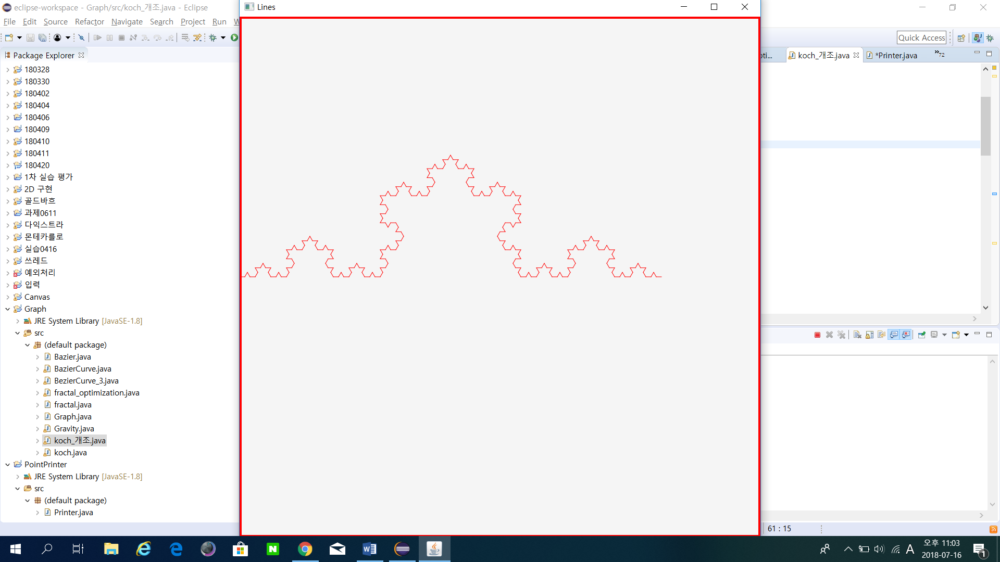 eclipse-workspace - Graph/src/koch_개조.java - Eclipse
Lines
File Edit Source Refactor Navigate Search Project Run
Quick Access
Package Explorer
koch_개조.java
*Printer.java
72
180328
180330
180402
180404
180406
180409
180410
180411
180420
1차 실습 평가
2D 구현
골드바흐
과제0611
다익스트라
몬테카를로
실습0416
쓰레드
예외처리
입력
Canvas
Graph
JRE System Library [JavaSE-1.8]
src
(default package)
Bazier.java
BazierCurve.java
BezierCurve_3.java
fractal_optimization.java
fractal.java
Graph.java
Gravity.java
koch_개조.java
koch.java
PointPrinter
JRE System Library [JavaSE-1.8]
src
(default package)
Printer.java
61 : 15
A
오후 11:03
2018-07-16
1